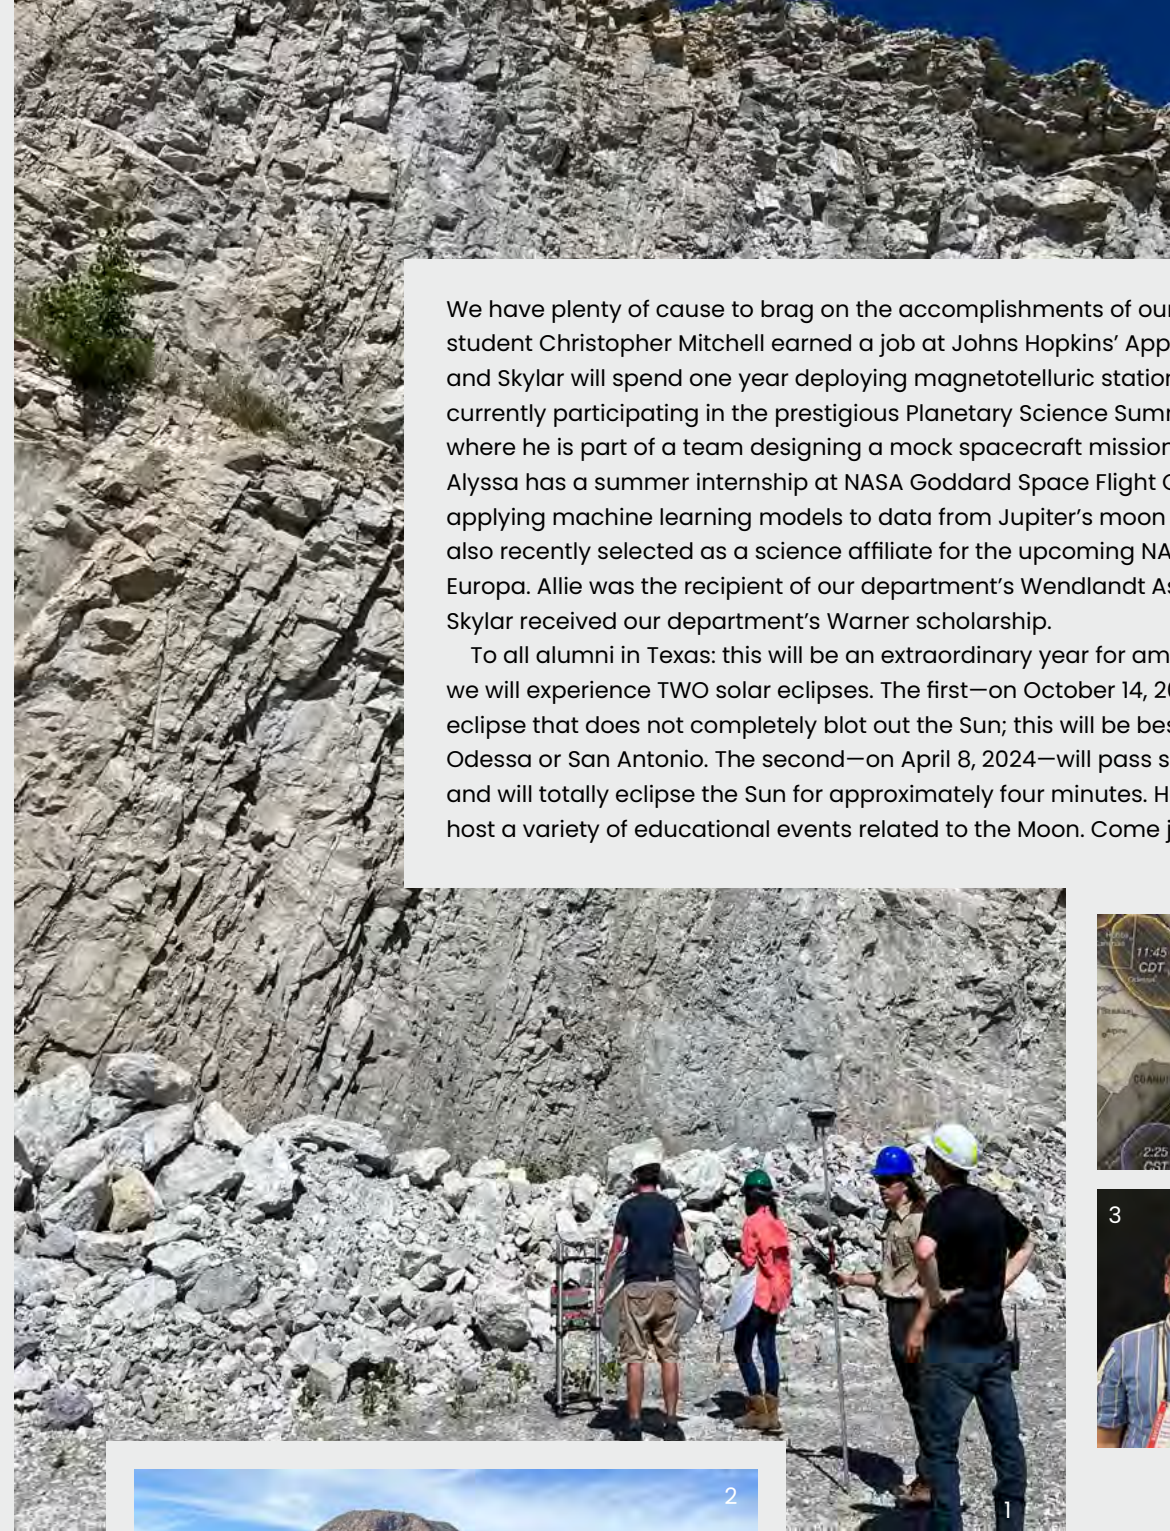 We have plenty of cause to brag on the accomplishments of our
student Christopher Mitchell earned a job at Johns Hopkins’ App
and Skylar will spend one year deploying magnetotelluric station
currently participating in the prestigious Planetary Science Summ
where he is part of a team designing a mock spacecraft mission
Alyssa has a summer internship at NASA Goddard Space Flight C
applying machine learning models to data from Jupiter’s moon
also recently selected as a science affiliate for the upcoming NA
Europa. Allie was the recipient of our department’s Wendlandt As
Skylar received our department’s Warner scholarship.
To all alumni in Texas: this will be an extraordinary year for am
we will experience TWO solar eclipses. The first—on October 14, 20
eclipse that does not completely blot out the Sun; this will be bes
Odessa or San Antonio. The second—on April 8, 2024—will pass s
and will totally eclipse the Sun for approximately four minutes. H
host a variety of educational events related to the Moon. Come j
11:45
CDT
2:25
CST
3
2
1